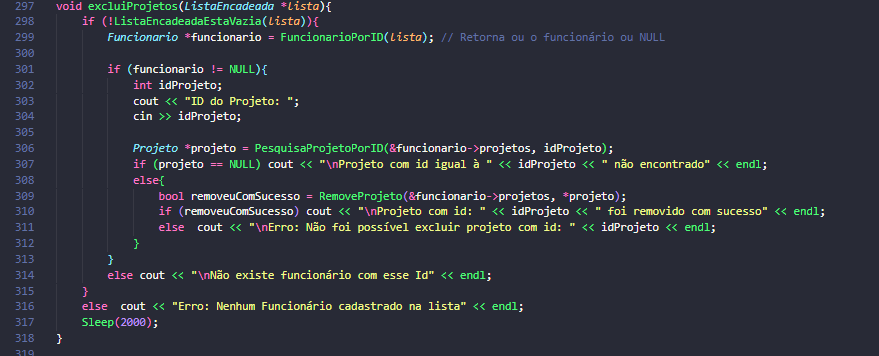 297 void excluiProjetos(ListaEncadeada *lista){
298     if (!ListaEncadeadaEstaVazia(lista)){
299         Funcionario *funcionario = FuncionarioPorID(lista); // Retorna ou o funcionário ou NULL
300
301         if (funcionario != NULL){
302             int idProjeto;
303             cout << "ID do Projeto: ";
304             cin >> idProjeto;
305
306             Projeto *projeto = PesquisaProjetoPorID(&funcionario->projetos, idProjeto);
307             if (projeto == NULL) cout << "\nProjeto com id igual à " << idProjeto << " não encontrado" << endl;
308             else{
309                 bool removeuComSucesso = RemoveProjeto(&funcionario->projetos, *projeto);
310                 if (removeuComSucesso) cout << "\nProjeto com id: " << idProjeto << " foi removido com sucesso" << endl;
311                 else  cout << "\nErro: Não foi possível excluir projeto com id: " << idProjeto << endl;
312             }
313         }
314         else cout << "\nNão existe funcionário com esse Id" << endl;
315     }
316     else  cout << "Erro: Nenhum Funcionário cadastrado na lista" << endl;
317     Sleep(2000);
318 }
319